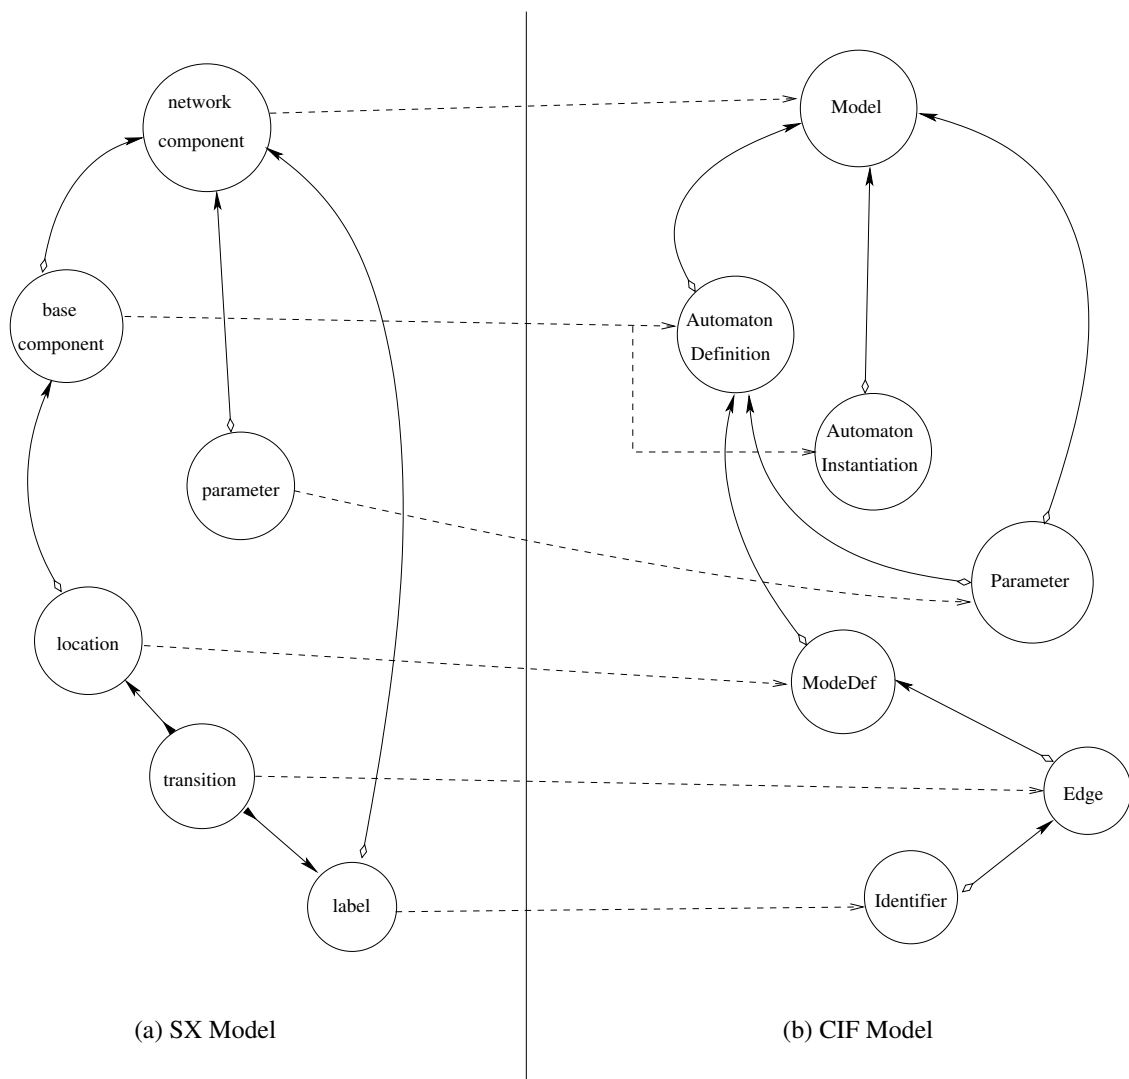 network
component
base
component
parameter
location
transition
label
(a) SX Model
Model
Automaton
Definition
Automaton
Instantiation
Parameter
ModeDef
Edge
Identifier
(b) CIF Model